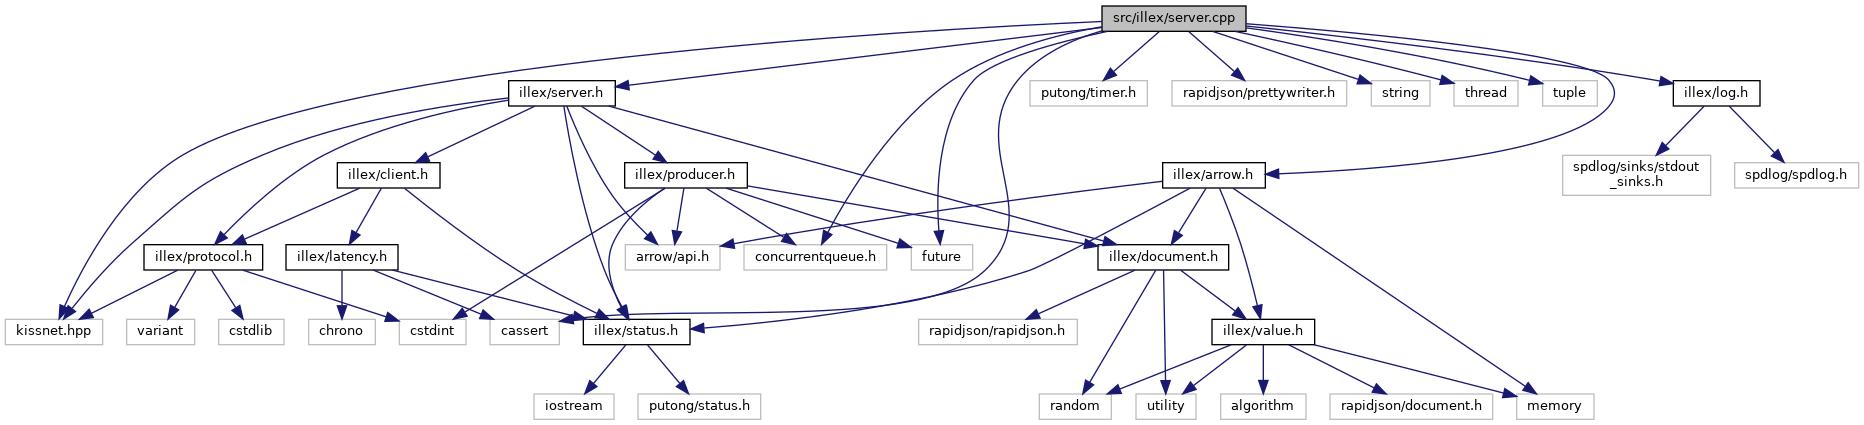 src/illex/server.cpp
illex/server.h
putong/timer.h
rapidjson/prettywriter.h
string
thread
tuple
illex/log.h
illex/client.h
illex/producer.h
illex/arrow.h
spdlog/sinks/stdout
_sinks.h
spdlog/spdlog.h
illex/protocol.h
illex/latency.h
arrow/api.h
concurrentqueue.h
future
illex/document.h
kissnet.hpp
variant
cstdlib
chrono
cstdint
cassert
illex/status.h
rapidjson/rapidjson.h
illex/value.h
iostream
putong/status.h
random
utility
algorithm
rapidjson/document.h
memory